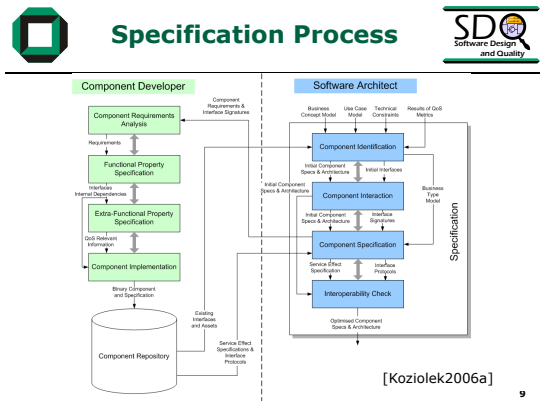 Specification Process
SDQ
Software Design
and Quality
Component Developer
Software Architect
Component
Requirements &
Interface Signatures
Business
Concept Model
Use Case
Model
Technical
Constraints
Results of QoS
Metrics
Component Requirements
Analysis
Requirements
Functional Property
Specification
Interfaces
Internal Dependencies
Extra-Functional Property
Specification
QoS Relevant
Information
Component Implementation
Binary Component
and Specification
Component Repository
Existing
Interfaces
and Assets
Service Effect
Specifications &
Interface
Protocols
Component Identification
Initial Component
Specs & Architecture
Initial Interfaces
Initial Component
Specs & Architecture
Component Interaction
Business
Type
Model
Initial Component
Specs & Architecture
Interface
Signatures
Component Specification
Service Effect
Specification
Interface
Protocols
Interoperability Check
Optimised Component
Specs & Architecture
Specification
[Koziolek2006a]
9